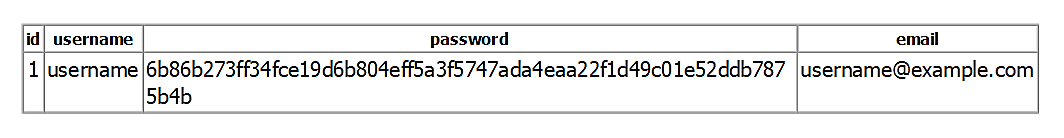 id username password email
1 username 6b86b273ff34fce19d6b804eff5a3f5747ada4eaa22f1d49c01e52ddb787 username@example.com
5b4b